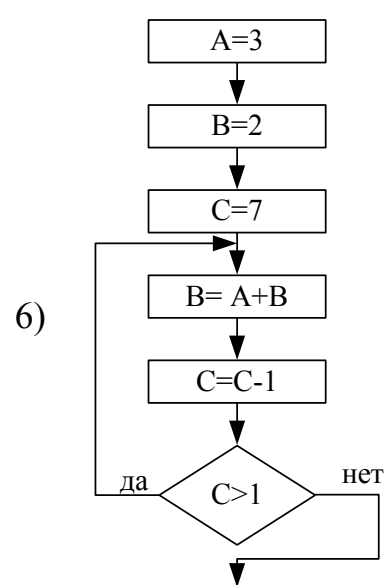 A=3
B=2
C=7
6)
B= A+B
C=C-1
да
C>1
нет